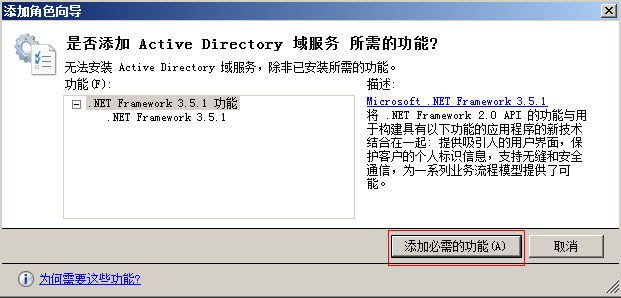 添加角色向导
是否添加 Active Directory 域服务 所需的功能?
无法安装 Active Directory 域服务，除非已安装所需的功能。
功能(F):
.NET Framework 3.5.1 功能
.NET Framework 3.5.1
描述:
Microsoft .NET Framework 3.5.1
将 .NET Framework 2.0 API 的功能与用
于构建具有以下功能的应用程序的新技术
结合在一起: 提供吸引人的用户界面，保
护客户的个人标识信息，支持无缝和安全
通信，为一系列业务流程模型提供了可
能。
添加必需的功能(A)
取消
为何需要这些功能?